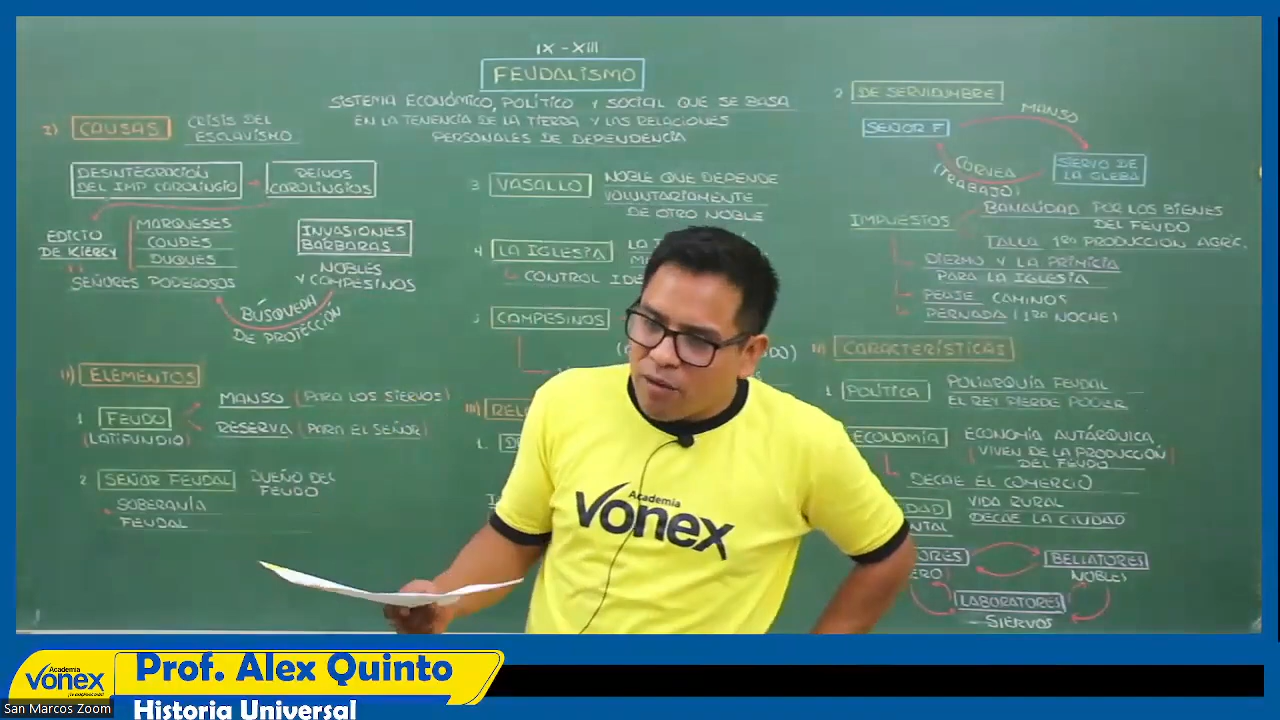 IX - XIII
FEUDALISMO
SISTEMA ECONÓMICO, POLÍTICO Y SOCIAL QUE SE BASA
EN LA TENENCIA DE LA TIERRA Y LAS RELACIONES
PERSONALES DE DEPENDENCIA
I) CAUSAS
CRISIS DEL
ESCLAVISMO
DESINTEGRACIÓN
DEL IMP CAROLINGIO
REINOS
CAROLINGIOS
EDICTO
DE KIERCY
MARQUESES
CONDES
DUQUES
SEÑORES PODEROSOS
INVASIONES
BÁRBARAS
NOBLES
Y CAMPESINOS
BÚSQUEDA
DE PROTECCIÓN
II) ELEMENTOS
1 FEUDO
(LATIFUNDIO)
MANSO (PARA LOS SIERVOS)
RESERVA (PARA EL SEÑOR)
2 SEÑOR FEUDAL
DUEÑO DEL
FEUDO
SOBERANÍA
FEUDAL
3 VASALLO
NOBLE QUE DEPENDE
VOLUNTARIAMENTE
DE OTRO NOBLE
4 LA IGLESIA
CONTROL
CAMPESINOS
III)
1.
2 DE SERVIDUMBRE
SEÑOR F
MANSO
SIERVO DE
LA GLEBA
CORVEA
(TRABAJO)
IMPUESTOS
BANALIDAD POR LOS BIENES
DEL FEUDO
TALLA 1RA PRODUCCION AGRIC.
DIEZMO Y LA PRIMICIA
PARA LA IGLESIA
PEAJE CAMINOS
PERNADA (1RA NOCHE)
CARACTERÍSTICAS
1 POLÍTICA
POLIARQUÍA FEUDAL
EL REY PIERDE PODER
ECONOMÍA
ECONOMÍA AUTÁRQUICA
(VIVEN DE LA PRODUCCIÓN
DEL FEUDO)
DECAE EL COMERCIO
VIDA RURAL
DECAE LA CIUDAD
BELLATORES
NOBLES
LABORATORES
SIERVOS
Academia
Vonex
Academia
Vonex
Prof. Alex Quinto
Historia Universal
San Marcos Zoom